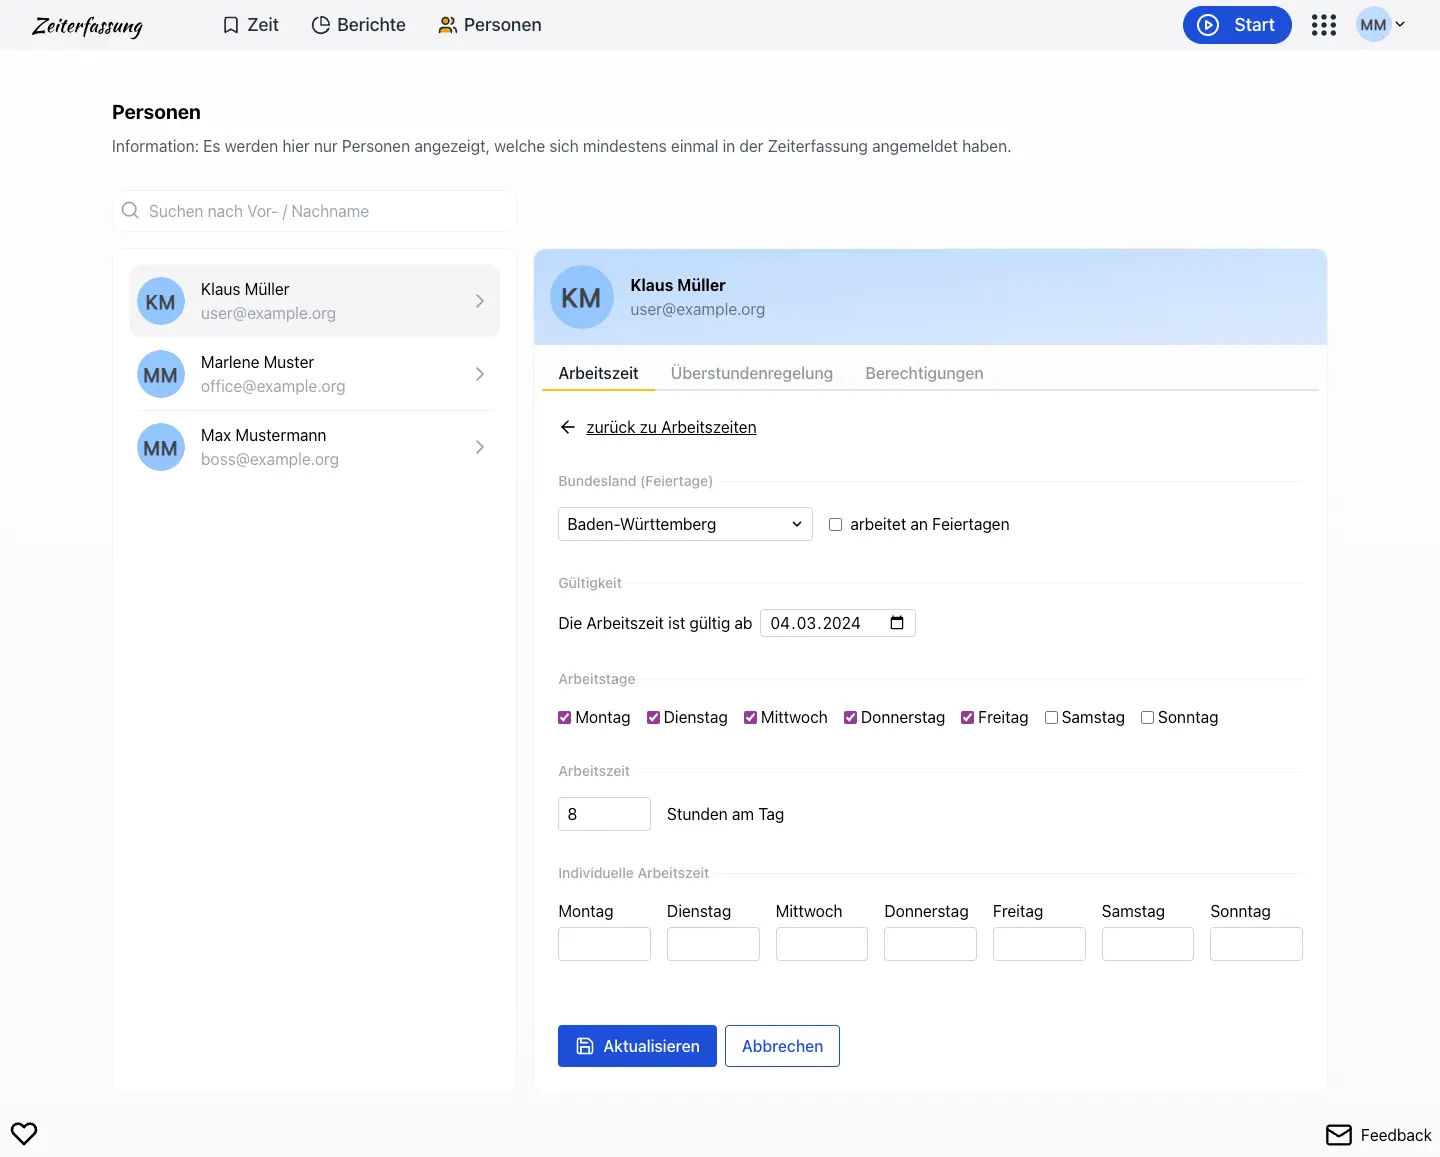 Zeiterfassung
Zeit
Berichte
Personen
Start
MM
Personen
Information: Es werden hier nur Personen angezeigt, welche sich mindestens einmal in der Zeiterfassung angemeldet haben.
Suchen nach Vor- / Nachname
KM
Klaus Müller
user@example.org
MM
Marlene Muster
office@example.org
MM
Max Mustermann
boss@example.org
KM
Klaus Müller
user@example.org
Arbeitszeit
Überstundenregelung
Berechtigungen
zurück zu Arbeitszeiten
Bundesland (Feiertage)
Baden-Württemberg
arbeitet an Feiertagen
Gültigkeit
Die Arbeitszeit ist gültig ab 04.03.2024
Arbeitstage
Montag Dienstag Mittwoch Donnerstag Freitag Samstag Sonntag
Arbeitszeit
8 Stunden am Tag
Individuelle Arbeitszeit
Montag Dienstag Mittwoch Donnerstag Freitag Samstag Sonntag
Aktualisieren
Abbrechen
Feedback